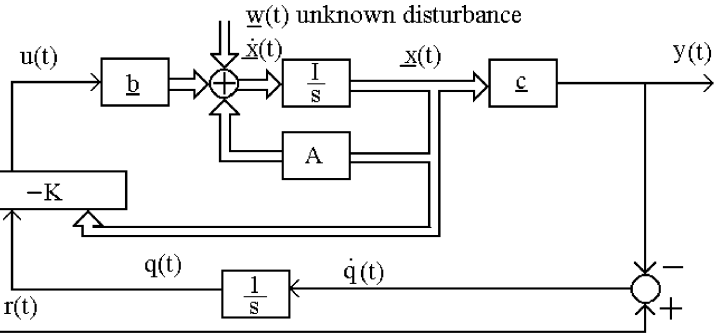 w(t) unknown disturbance
u(t)
ẋ(t)
x(t)
y(t)
b
+
I/s
c
A
−K
−
q(t)
q̇(t)
r(t)
1/s
+